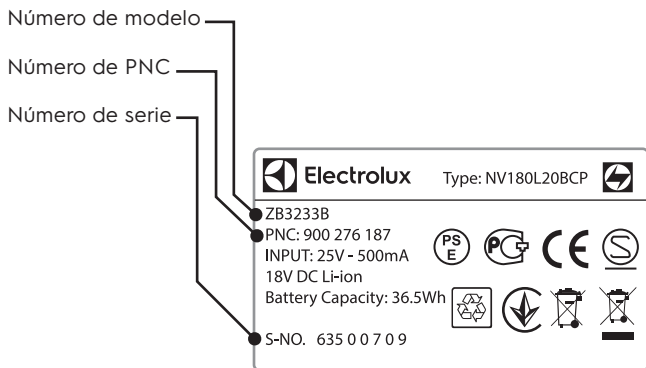 Número de modelo
Número de PNC
Número de serie
Electrolux Type: NV180L20BCP
ZB3233B
PNC: 900 276 187
INPUT: 25V - 500mA
18V DC Li-ion
Battery Capacity: 36.5Wh
S-NO. 635 0 0 7 0 9
PS
E
PG
CE
S